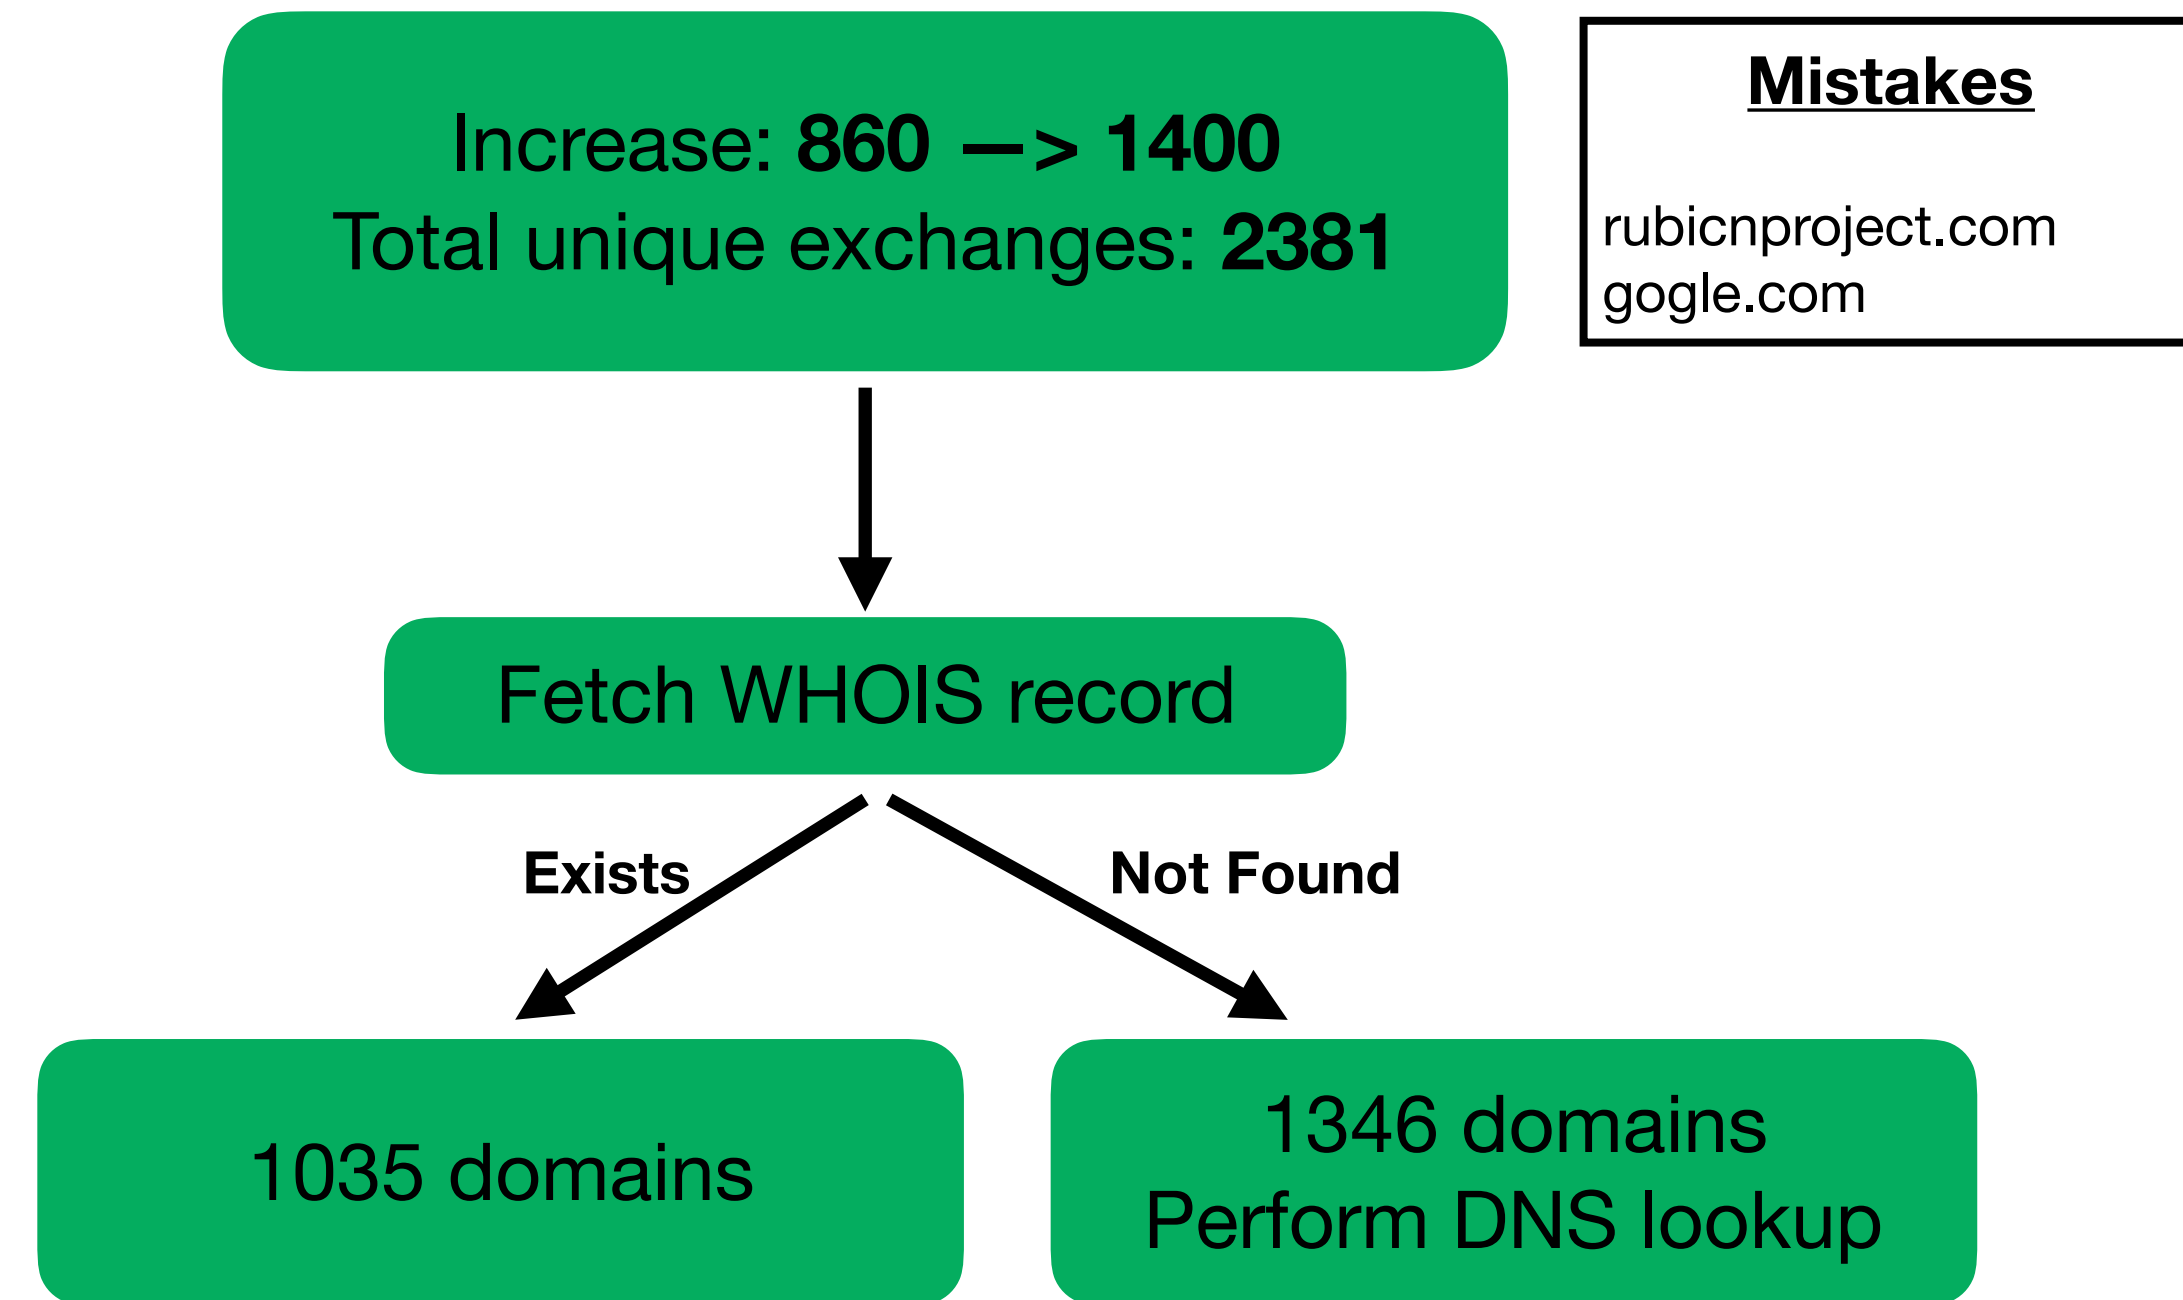 Increase: 860 —> 1400
Total unique exchanges: 2381
Mistakes
rubicnproject.com
gogle.com
Fetch WHOIS record
Exists
Not Found
1035 domains
1346 domains
Perform DNS lookup